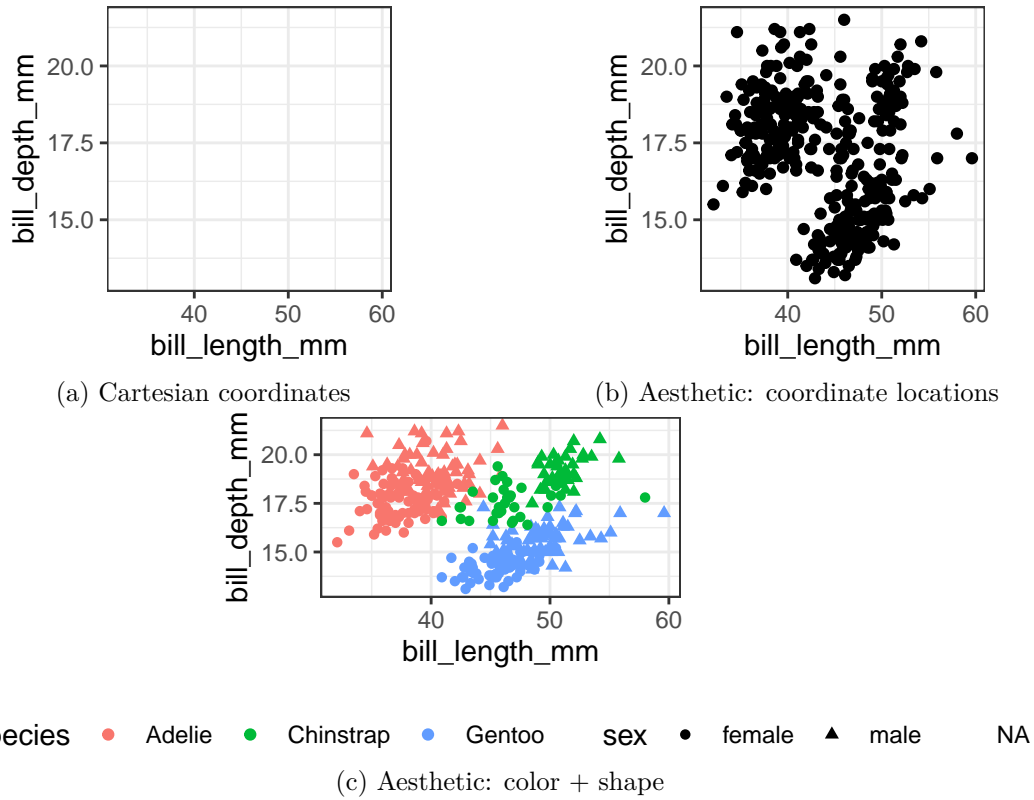 20.0
17.5
15.0
bill_depth_mm
40 50 60
bill_length_mm
(a) Cartesian coordinates
20.0
17.5
15.0
bill_depth_mm
40 50 60
bill_length_mm
(b) Aesthetic: coordinate locations
20.0
17.5
15.0
bill_depth_mm
40 50 60
bill_length_mm
ecies Adelie Chinstrap Gentoo sex female male NA
(c) Aesthetic: color + shape